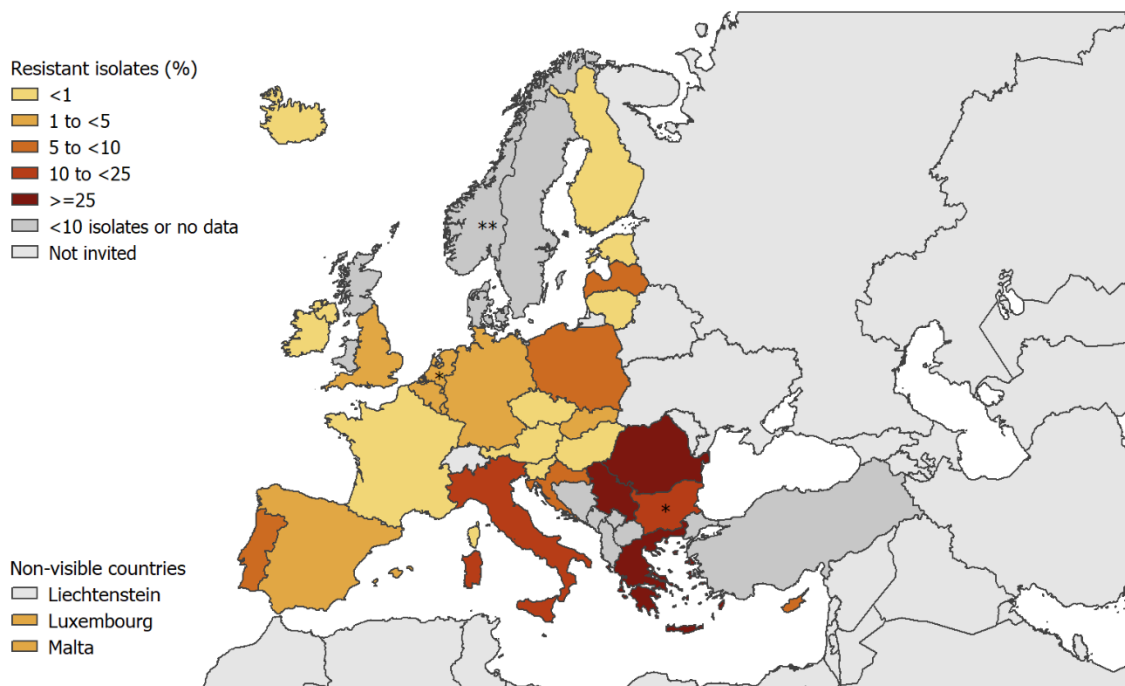 Resistant isolates (%)
<1
1 to <5
5 to <10
10 to <25
>=25
<10 isolates or no data
Not invited
**
*
*
Non-visible countries
Liechtenstein
Luxembourg
Malta